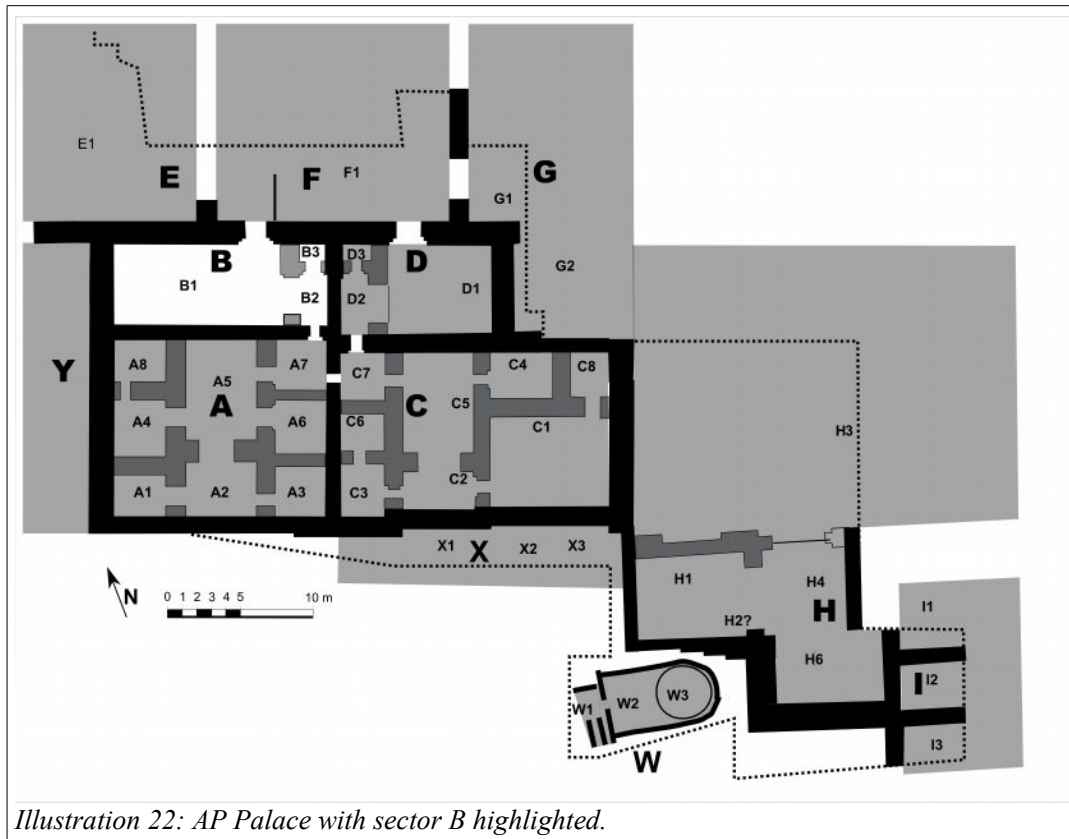 E1
E
F
F1
G
G1
G2
B
B1
B3
B2
D3
D
D2
D1
Y
A8
A5
A7
A
A4
A6
A1
A2
A3
C7
C4
C8
C
C5
C6
C1
C3
C2
H3
X1
X
X2
X3
N
0 1 2 3 4 5 10 m
H1
H4
H2?
H
H6
I1
I
I2
I3
W1
W2
W3
W
Illustration 22: AP Palace with sector B highlighted.